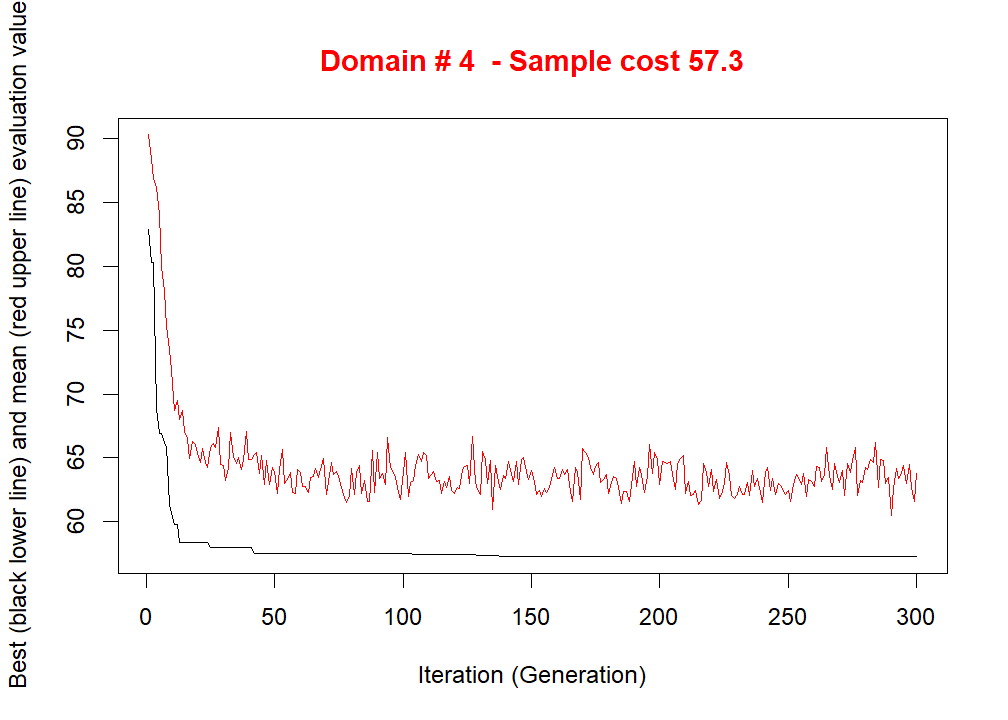 Domain # 4  - Sample cost 57.3
Best (black lower line) and mean (red upper line) evaluation value
90
85
80
75
70
65
60
0 50 100 150 200 250 300
Iteration (Generation)